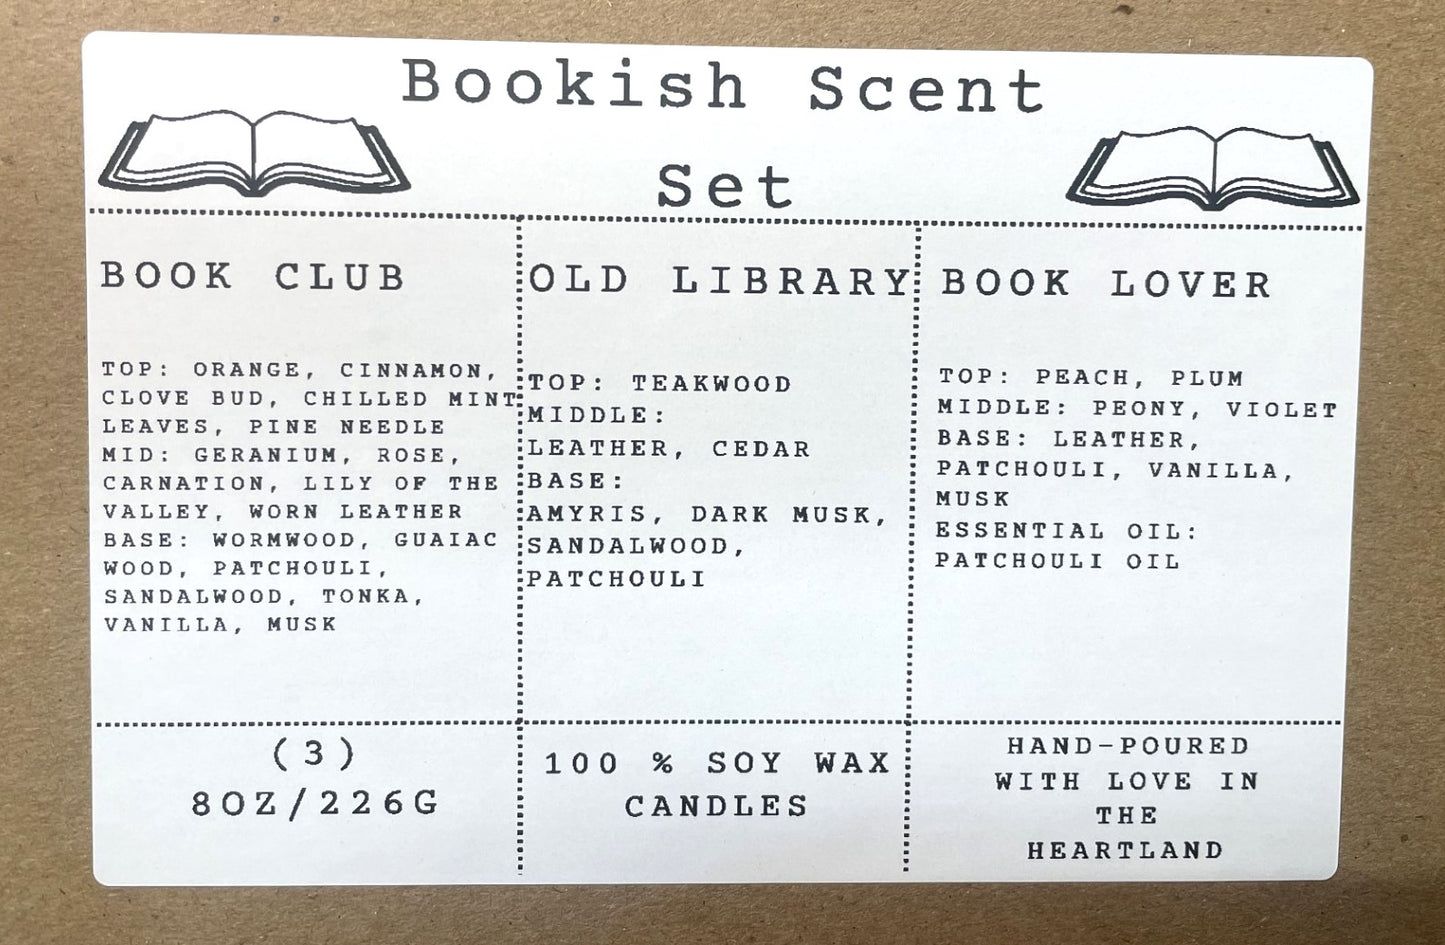 Bookish Scent
Set
BOOK CLUB
TOP: ORANGE, CINNAMON,
CLOVE BUD, CHILLED MINT
LEAVES, PINE NEEDLE
MID: GERANIUM, ROSE,
CARNATION, LILY OF THE
VALLEY, WORN LEATHER
BASE: WORMWOOD, GUAIAC
WOOD, PATCHOULI,
SANDALWOOD, TONKA,
VANILLA, MUSK
OLD LIBRARY
TOP: TEAKWOOD
MIDDLE:
LEATHER, CEDAR
BASE:
AMYRIS, DARK MUSK,
SANDALWOOD,
PATCHOULI
BOOK LOVER
TOP: PEACH, PLUM
MIDDLE: PEONY, VIOLET
BASE: LEATHER,
PATCHOULI, VANILLA,
MUSK
ESSENTIAL OIL:
PATCHOULI OIL
(3)
8OZ/226G
100 % SOY WAX
CANDLES
HAND-POURED
WITH LOVE IN
THE
HEARTLAND